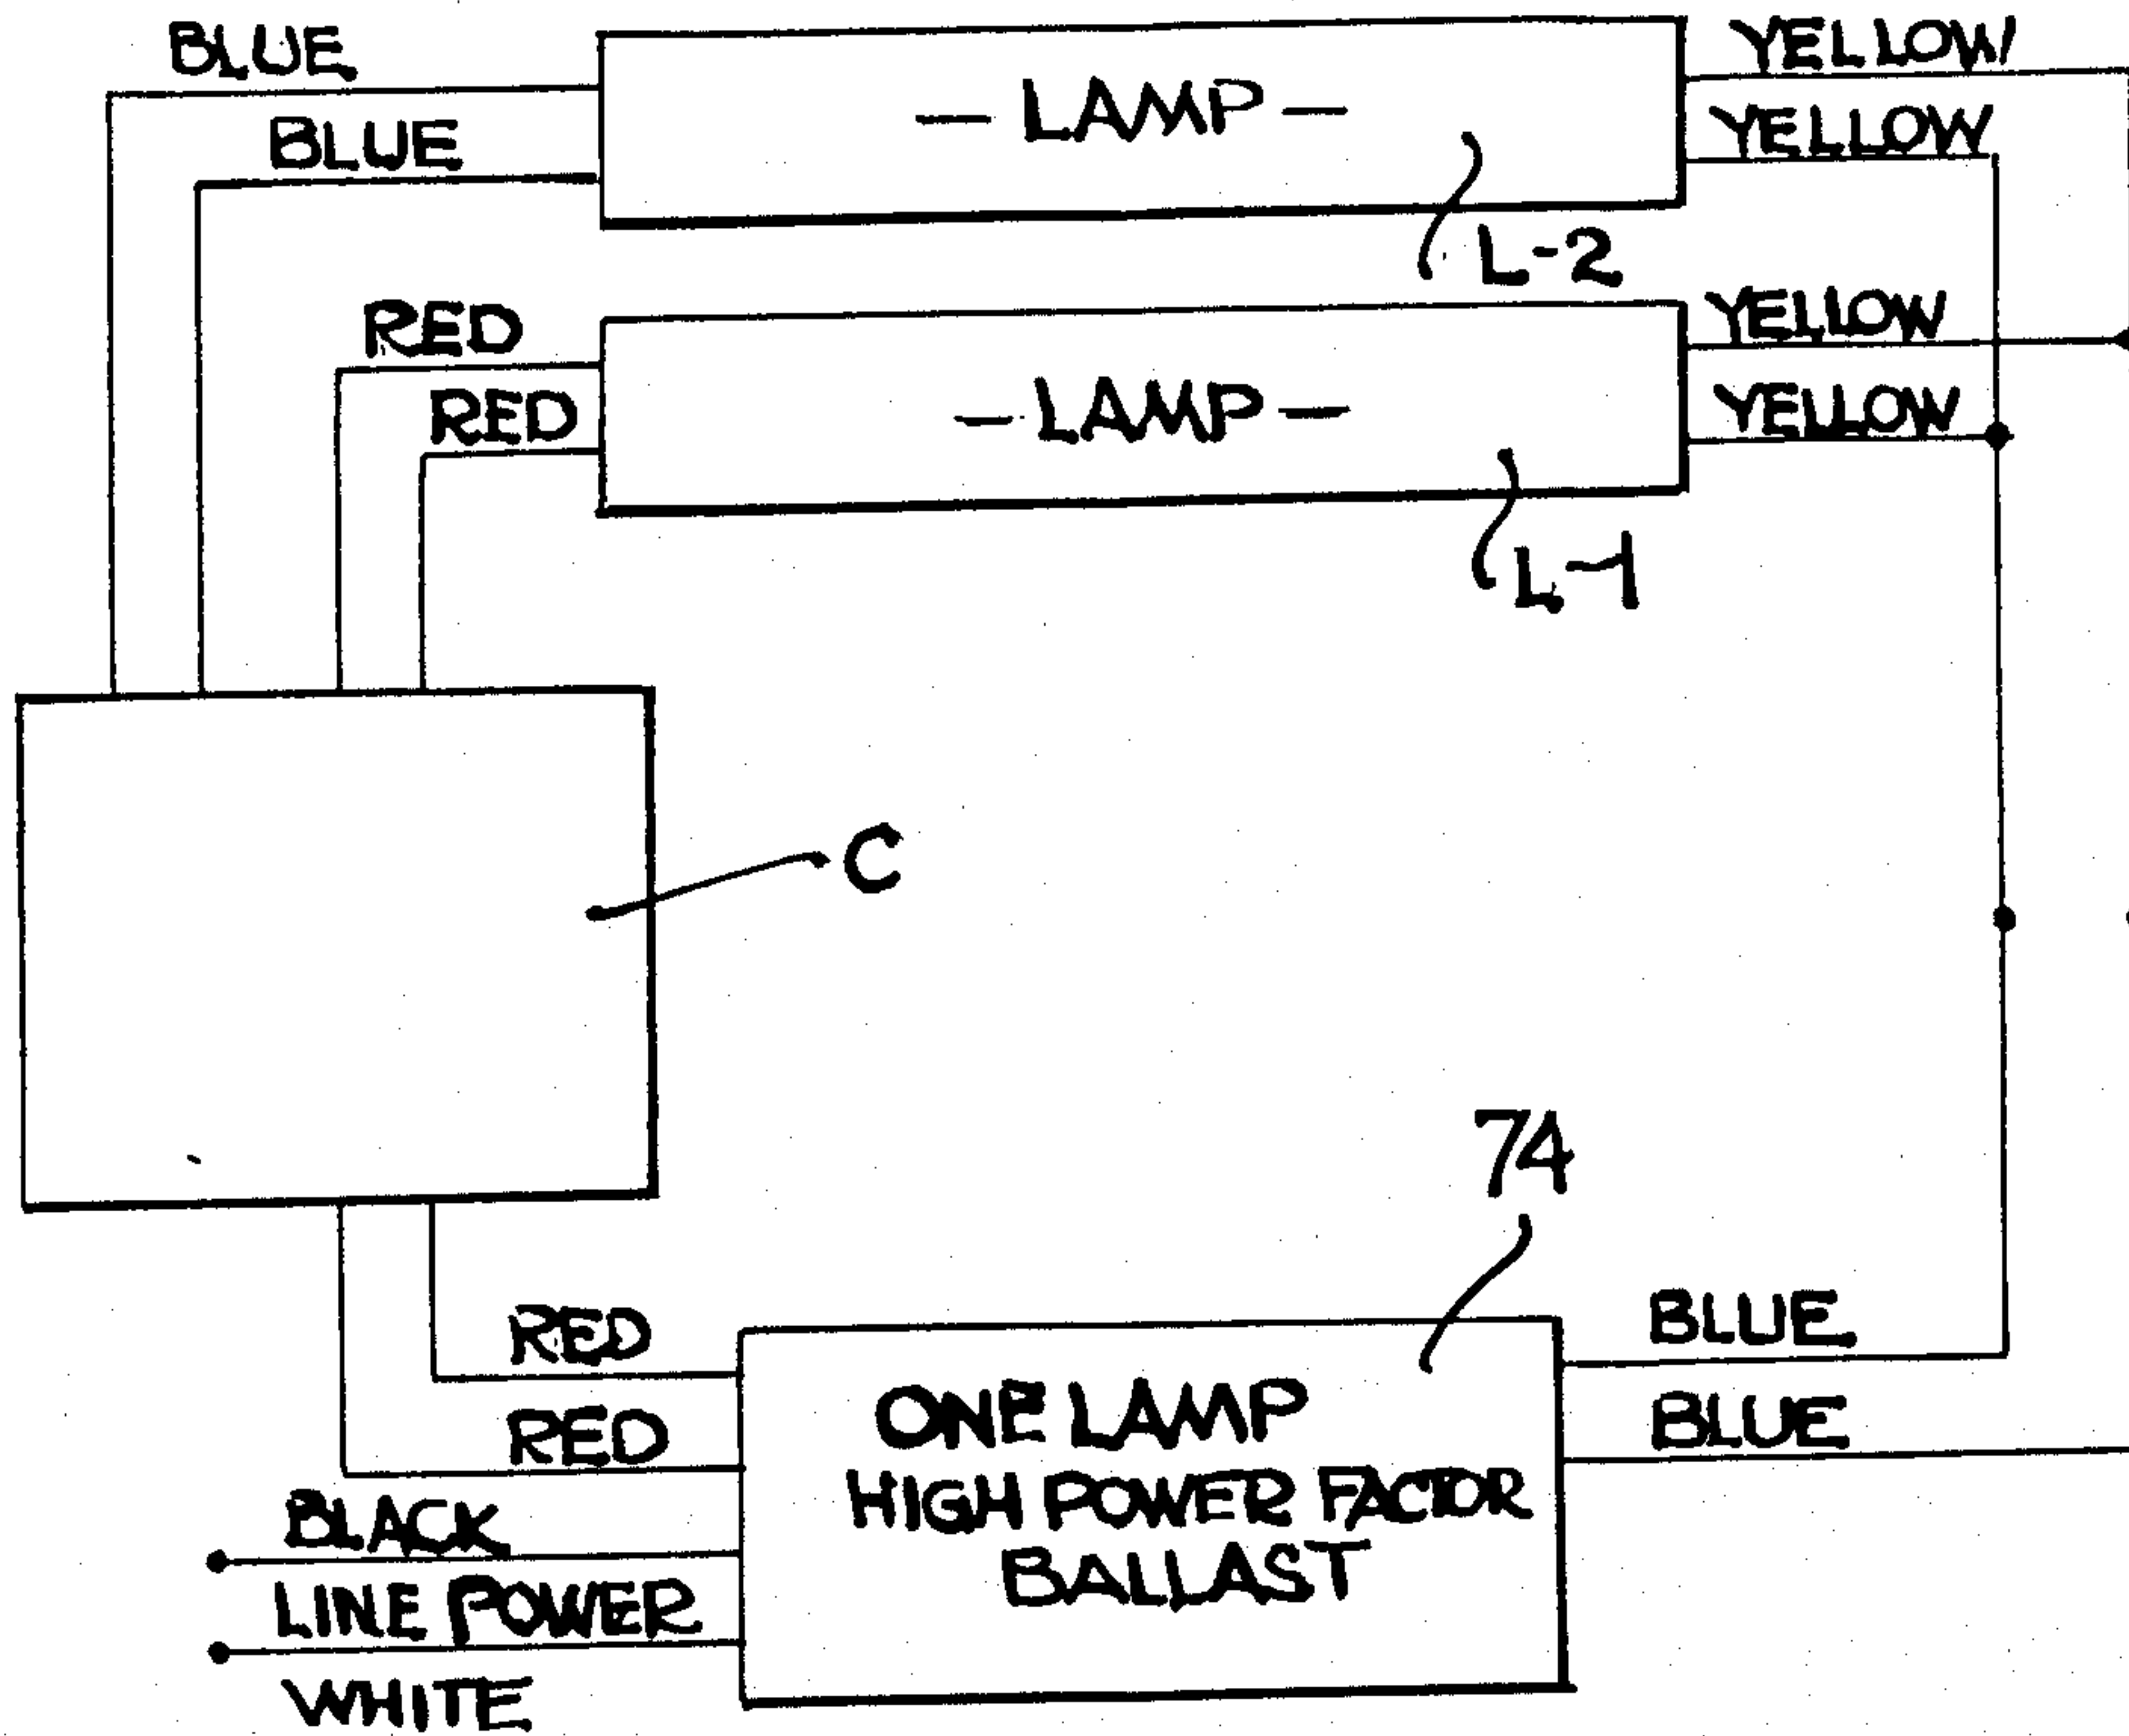 BLUE
YELLOW
- LAMP -
BLUE
YELLOW
L-2
RED
YELLOW
RED
- LAMP -
YELLOW
L-1
C
74
RED
BLUE
ONE LAMP
RED
BLUE
HIGH POWER FACTOR
BLACK
BALLAST
LINE POWER
WHITE